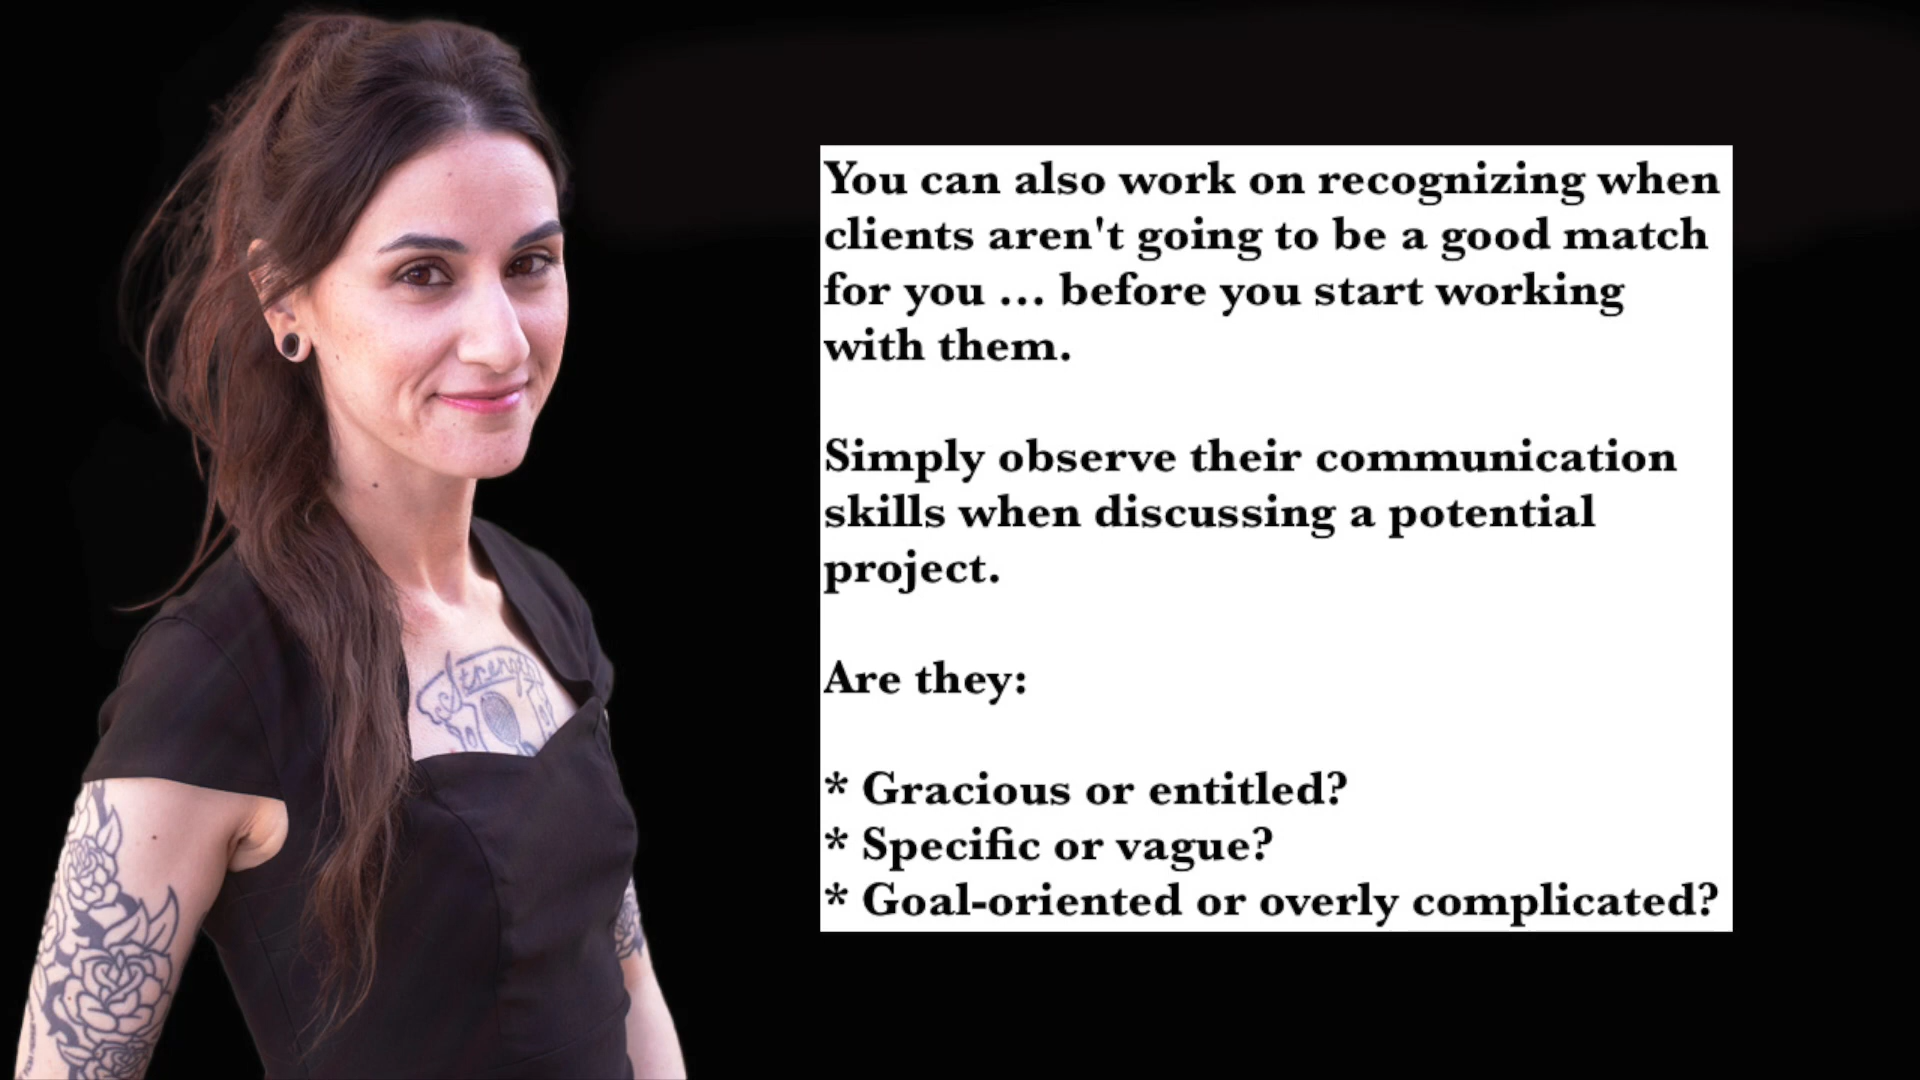 You can also work on recognizing when
clients aren't going to be a good match
for you … before you start working
with them.
Simply observe their communication
skills when discussing a potential
project.
Are they:
* Gracious or entitled?
* Specific or vague?
* Goal-oriented or overly complicated?
Strength